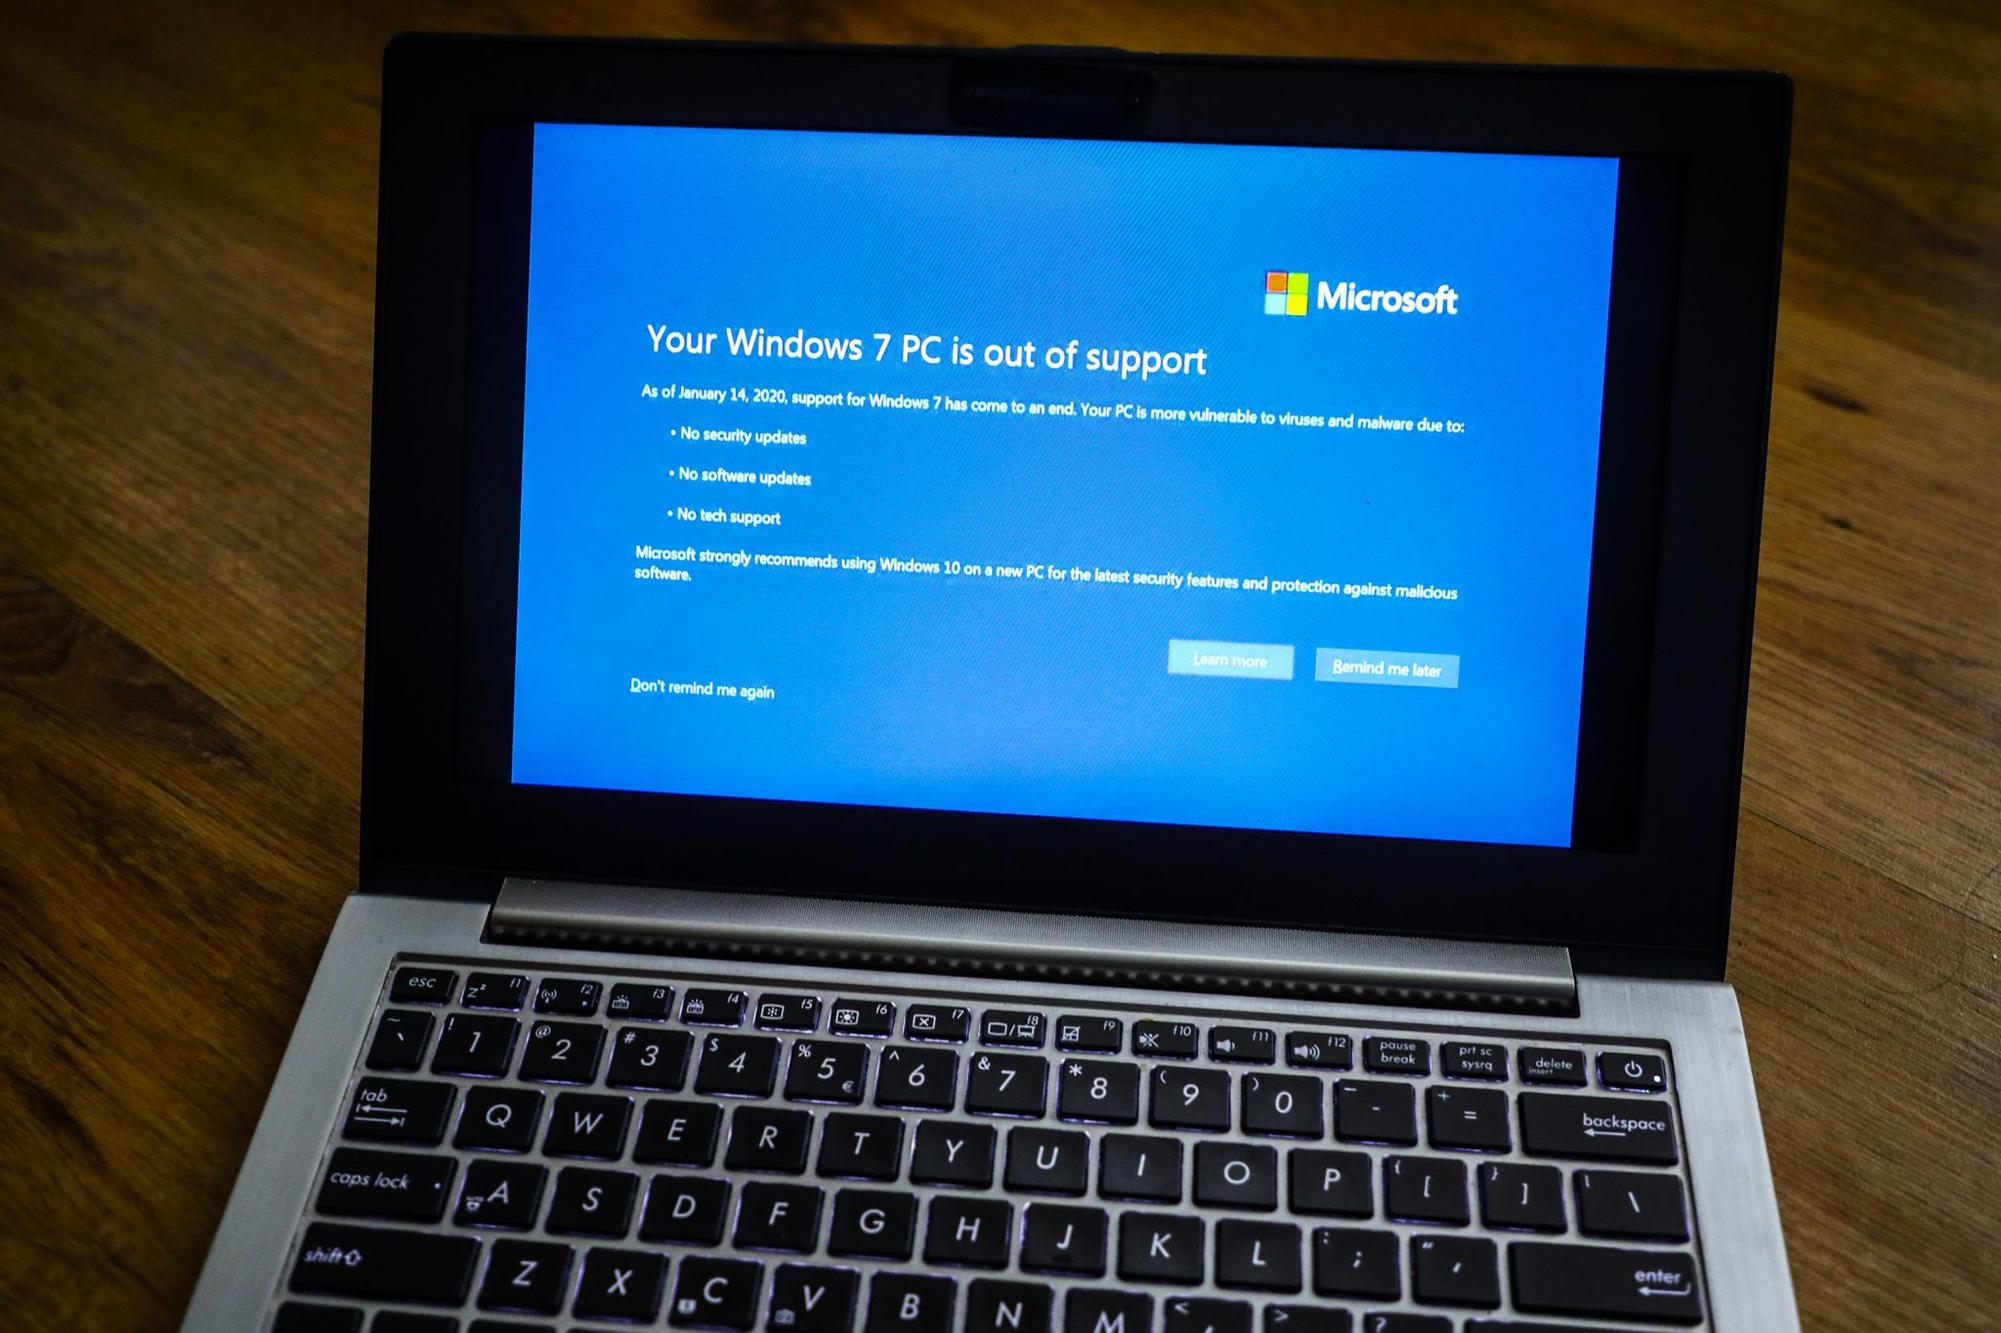 Microsoft
Your Windows 7 PC is out of support
As of January 14, 2020, support for Windows 7 has come to an end. Your PC is more vulnerable to viruses and malware due to:
• No security updates
• No software updates
• No tech support
Microsoft strongly recommends using Windows 10 on a new PC for the latest security features and protection against malicious
software.
Learn more Remind me later
Don't remind me again
esc zz f1 f2 f3 f4 f5 f6 f7 f8 f9 f10 f11 f12 pause break prt sc sysrq delete insert
~ ` ! 1 @ 2 # 3 $ 4 % 5 € ^ 6 & 7 * 8 ( 9 ) 0 _ - + = backspace
tab Q W E R T Y U I O P { [ } ] | \
caps lock A S D F G H J K L : ; " ' enter
shift Z X C V B N M < , > ?